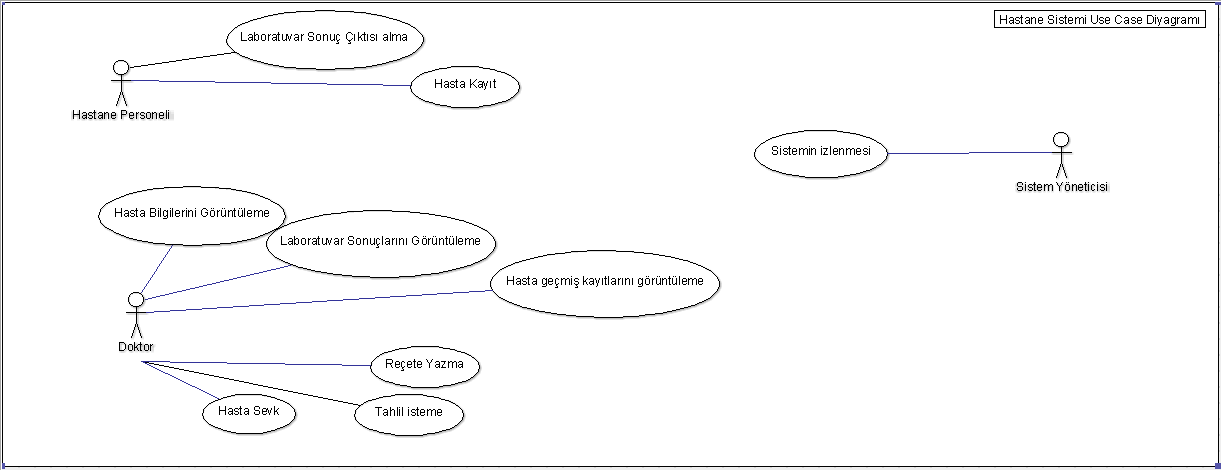 Hastane Sistemi Use Case Diyagramı
Laboratuvar Sonuç Çıktısı alma
Hasta Kayıt
Hastane Personeli
Sistemin izlenmesi
Sistem Yöneticisi
Hasta Bilgilerini Görüntüleme
Laboratuvar Sonuçlarını Görüntüleme
Hasta geçmiş kayıtlarını görüntüleme
Doktor
Reçete Yazma
Hasta Sevk
Tahlil isteme